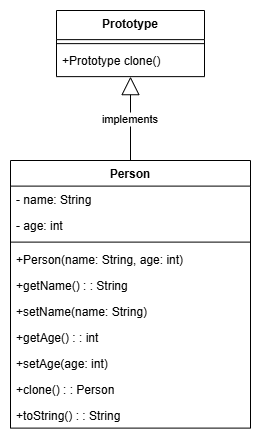 Prototype
+Prototype clone()
implements
Person
- name: String
- age: int
+Person(name: String, age: int)
+getName() : : String
+setName(name: String)
+getAge() : : int
+setAge(age: int)
+clone() : : Person
+toString() : : String